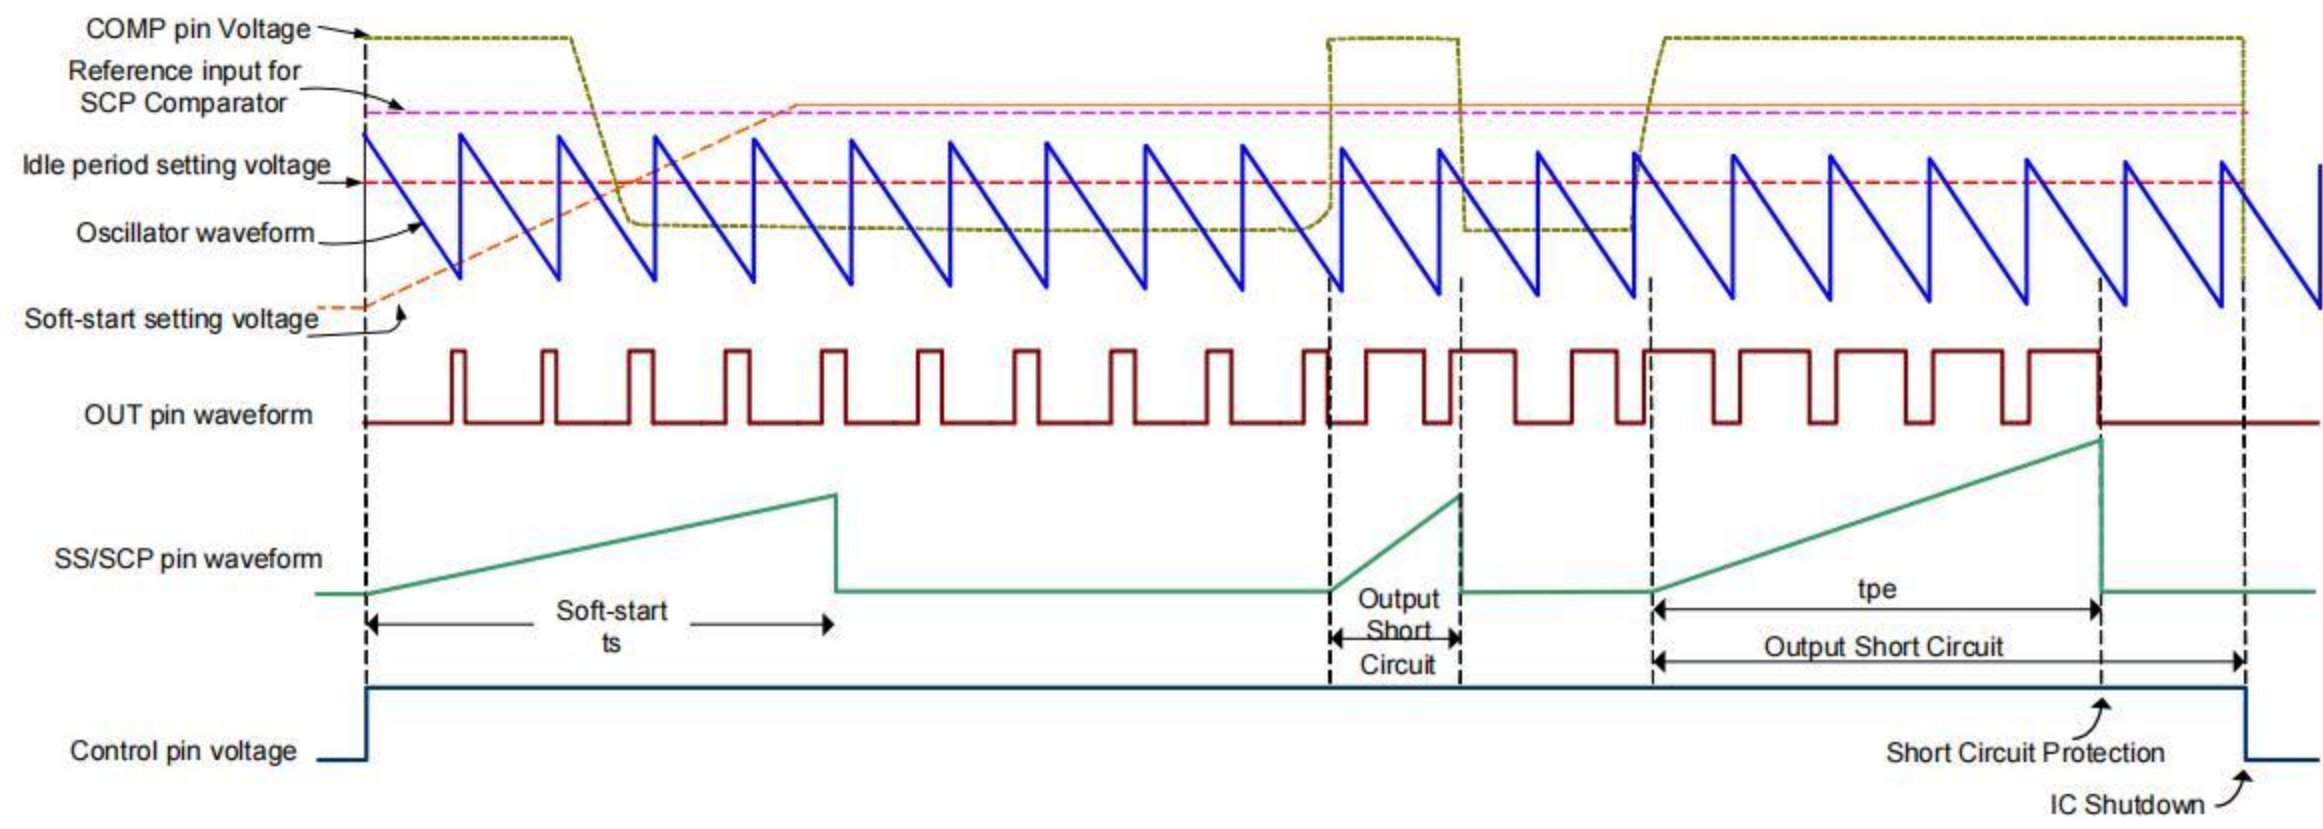 COMP pin Voltage
Reference input for
SCP Comparator
Idle period setting voltage
Oscillator waveform
Soft-start setting voltage
OUT pin waveform
SS/SCP pin waveform
Soft-start
ts
Output
Short
Circuit
tpe
Output Short Circuit
Control pin voltage
Short Circuit Protection
IC Shutdown